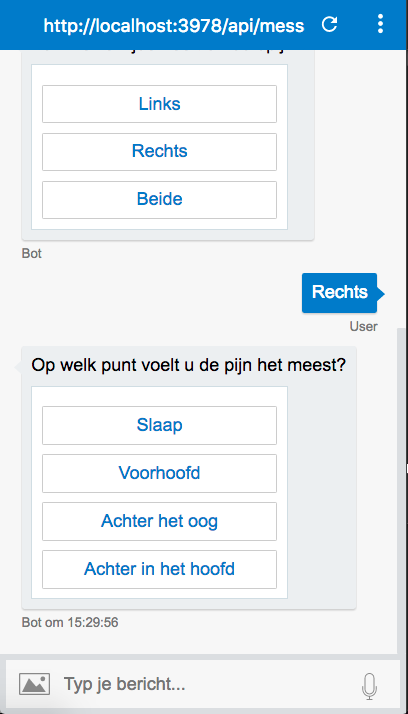 http://localhost:3978/api/mess
Links
Rechts
Beide
Bot
Rechts
User
Op welk punt voelt u de pijn het meest?
Slaap
Voorhoofd
Achter het oog
Achter in het hoofd
Bot om 15:29:56
Typ je bericht...